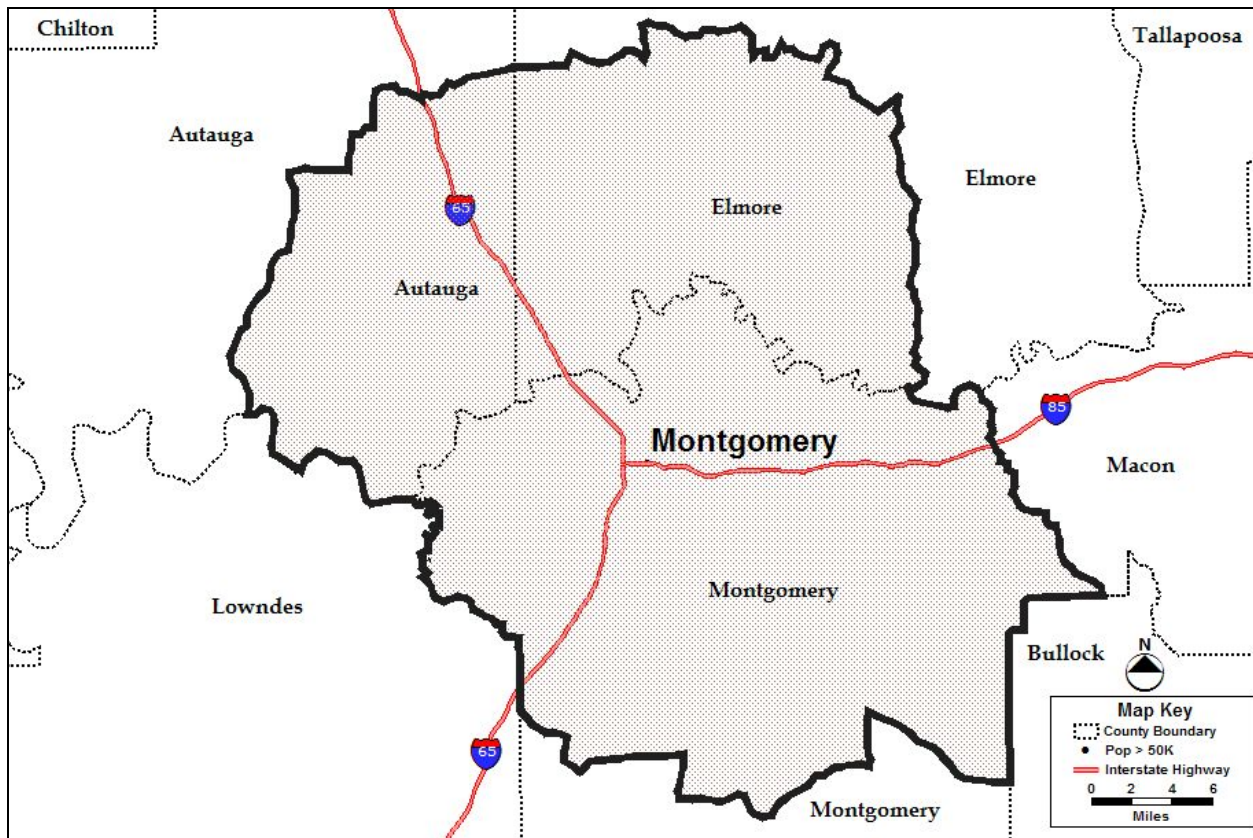 Chilton
Tallapoosa
Autauga
Elmore
65
Elmore
Autauga
85
Montgomery
Macon
Montgomery
Lowndes
Bullock
N
65
Map Key
County Boundary
Pop > 50K
Interstate Highway
0 2 4 6
Miles
Montgomery